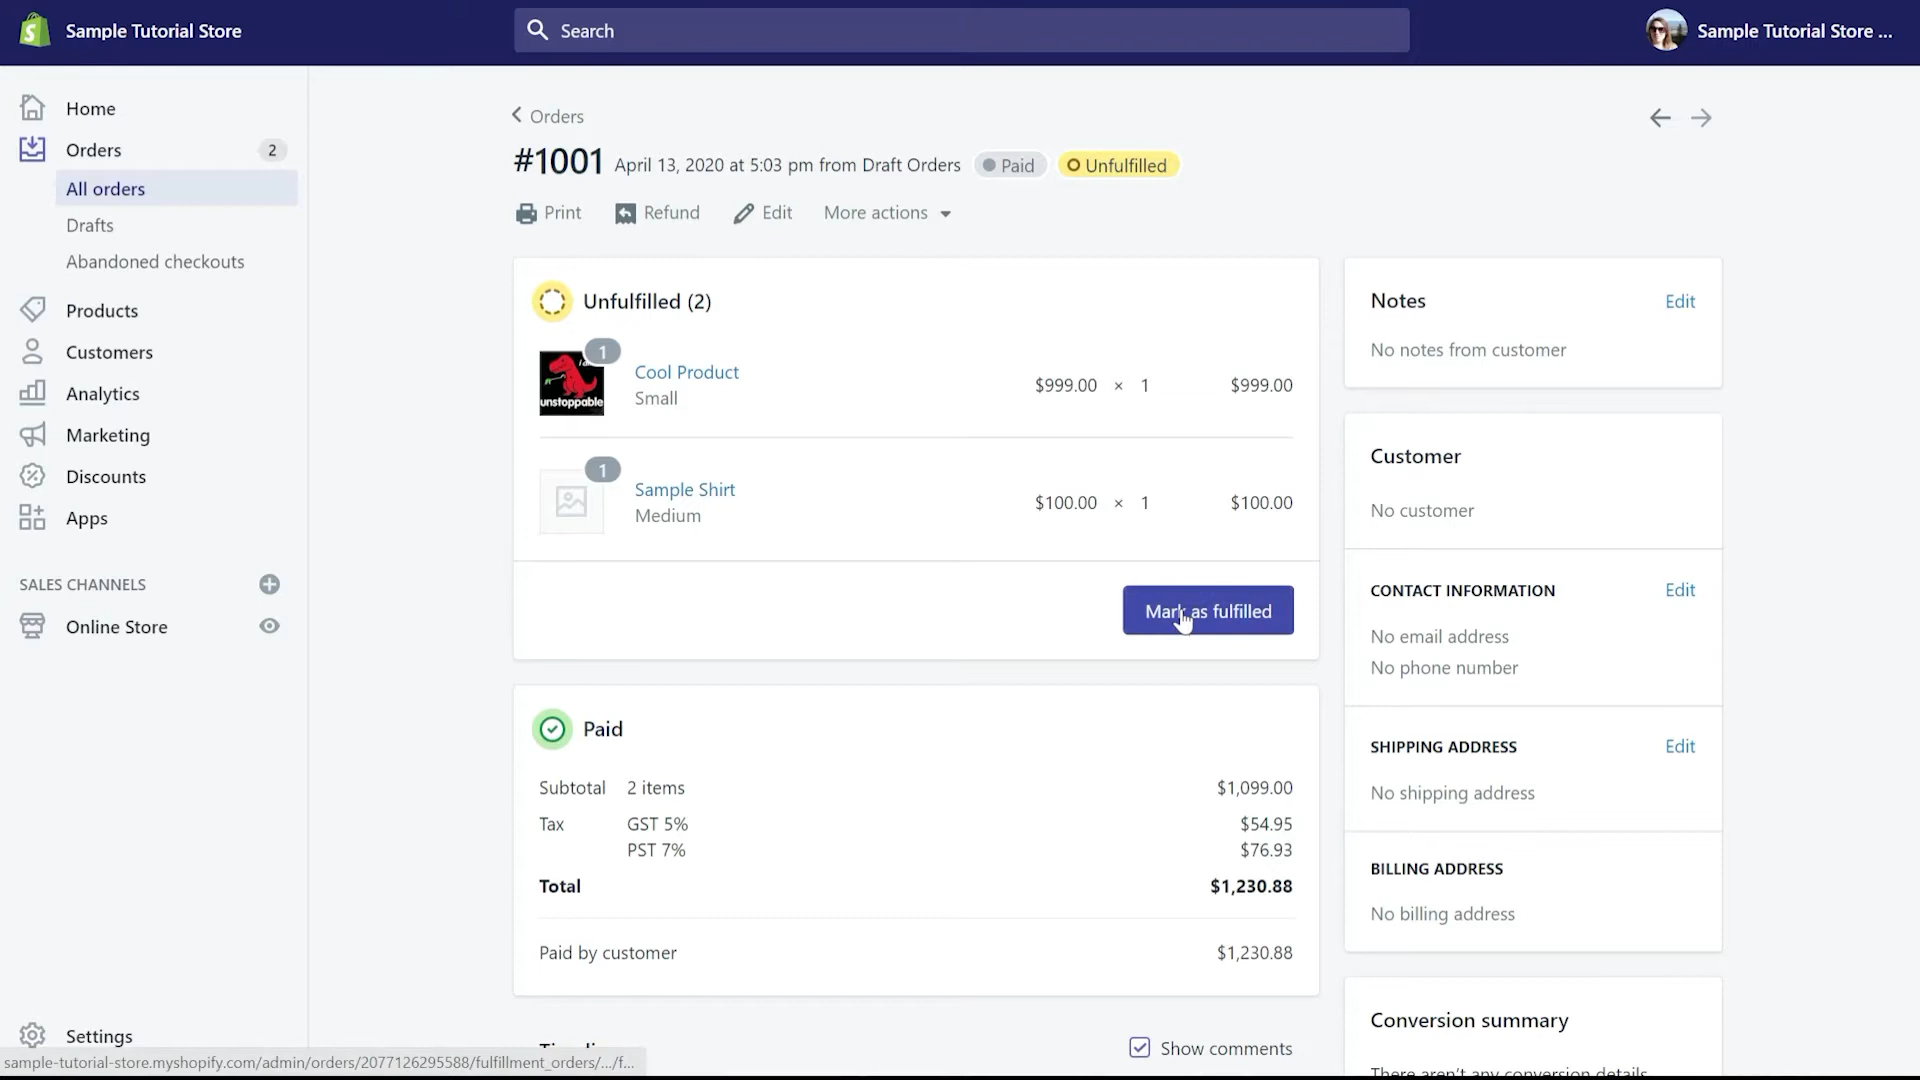 Sample Tutorial Store
Search
Sample Tutorial Store ...
Home
Orders 2
All orders
Drafts
Abandoned checkouts
Products
Customers
Analytics
Marketing
Discounts
Apps
SALES CHANNELS
Online Store
Settings
sample-tutorial-store.myshopify.com/admin/orders/2077126295588/fulfillment_orders/.../f...
Orders
#1001 April 13, 2020 at 5:03 pm from Draft Orders Paid Unfulfilled
Print Refund Edit More actions
Unfulfilled (2)
unstoppable
1
Cool Product
Small
$999.00 × 1 $999.00
1
Sample Shirt
Medium
$100.00 × 1 $100.00
Mark as fulfilled
Paid
Subtotal 2 items $1,099.00
Tax GST 5% $54.95
PST 7% $76.93
Total $1,230.88
Paid by customer $1,230.88
Show comments
Notes Edit
No notes from customer
Customer
No customer
CONTACT INFORMATION Edit
No email address
No phone number
SHIPPING ADDRESS Edit
No shipping address
BILLING ADDRESS
No billing address
Conversion summary
There aren't any conversion details